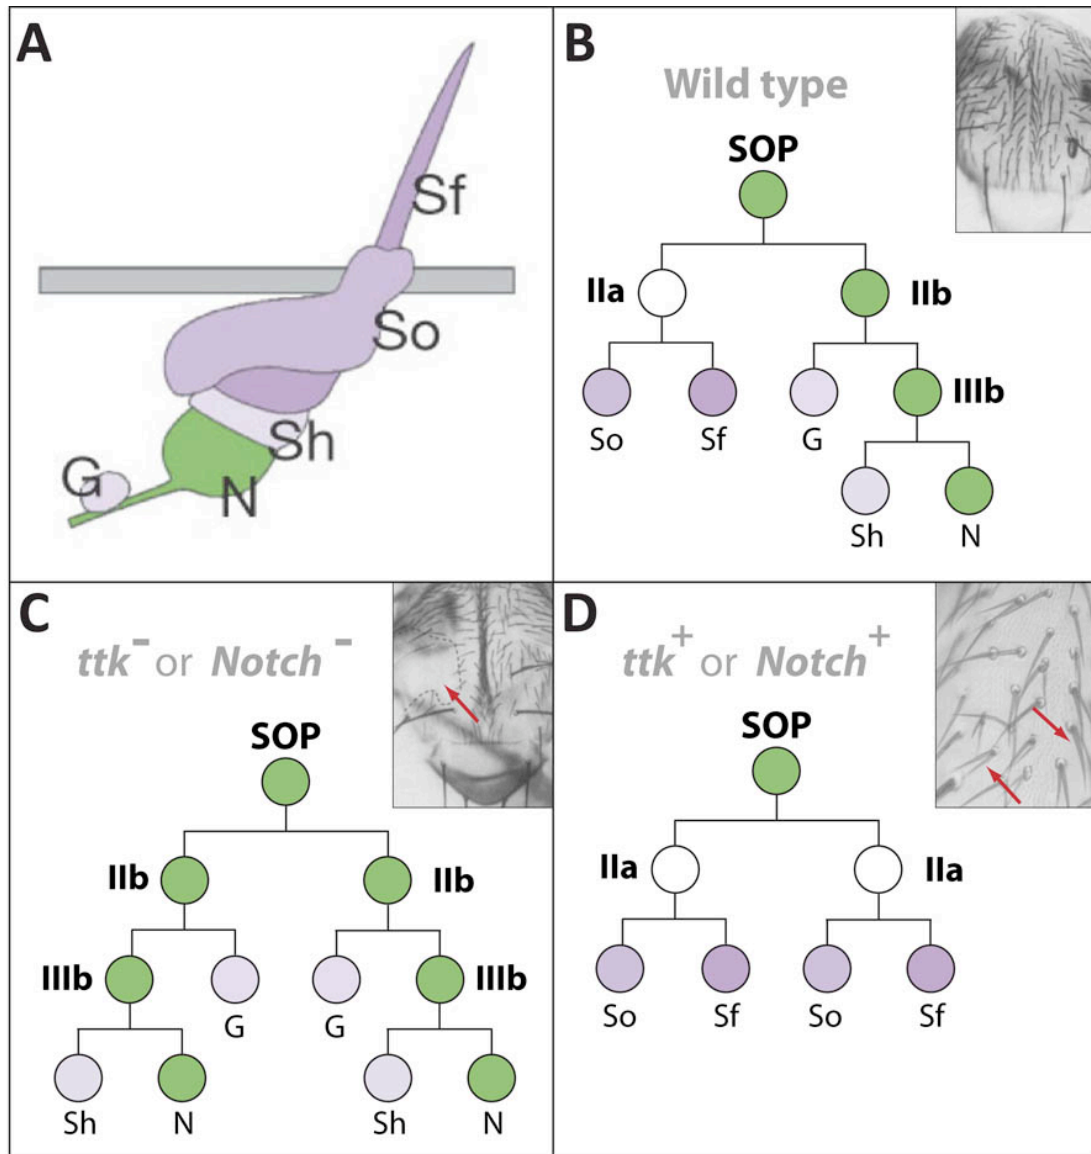 A
Sf
So
Sh
G
N
B
Wild type
SOP
IIa
IIb
So
Sf
G
IIIb
Sh
N
C
ttk - or Notch -
SOP
IIb
IIb
IIIb
G
G
IIIb
Sh
N
Sh
N
D
ttk + or Notch +
SOP
IIa
IIa
So
Sf
So
Sf